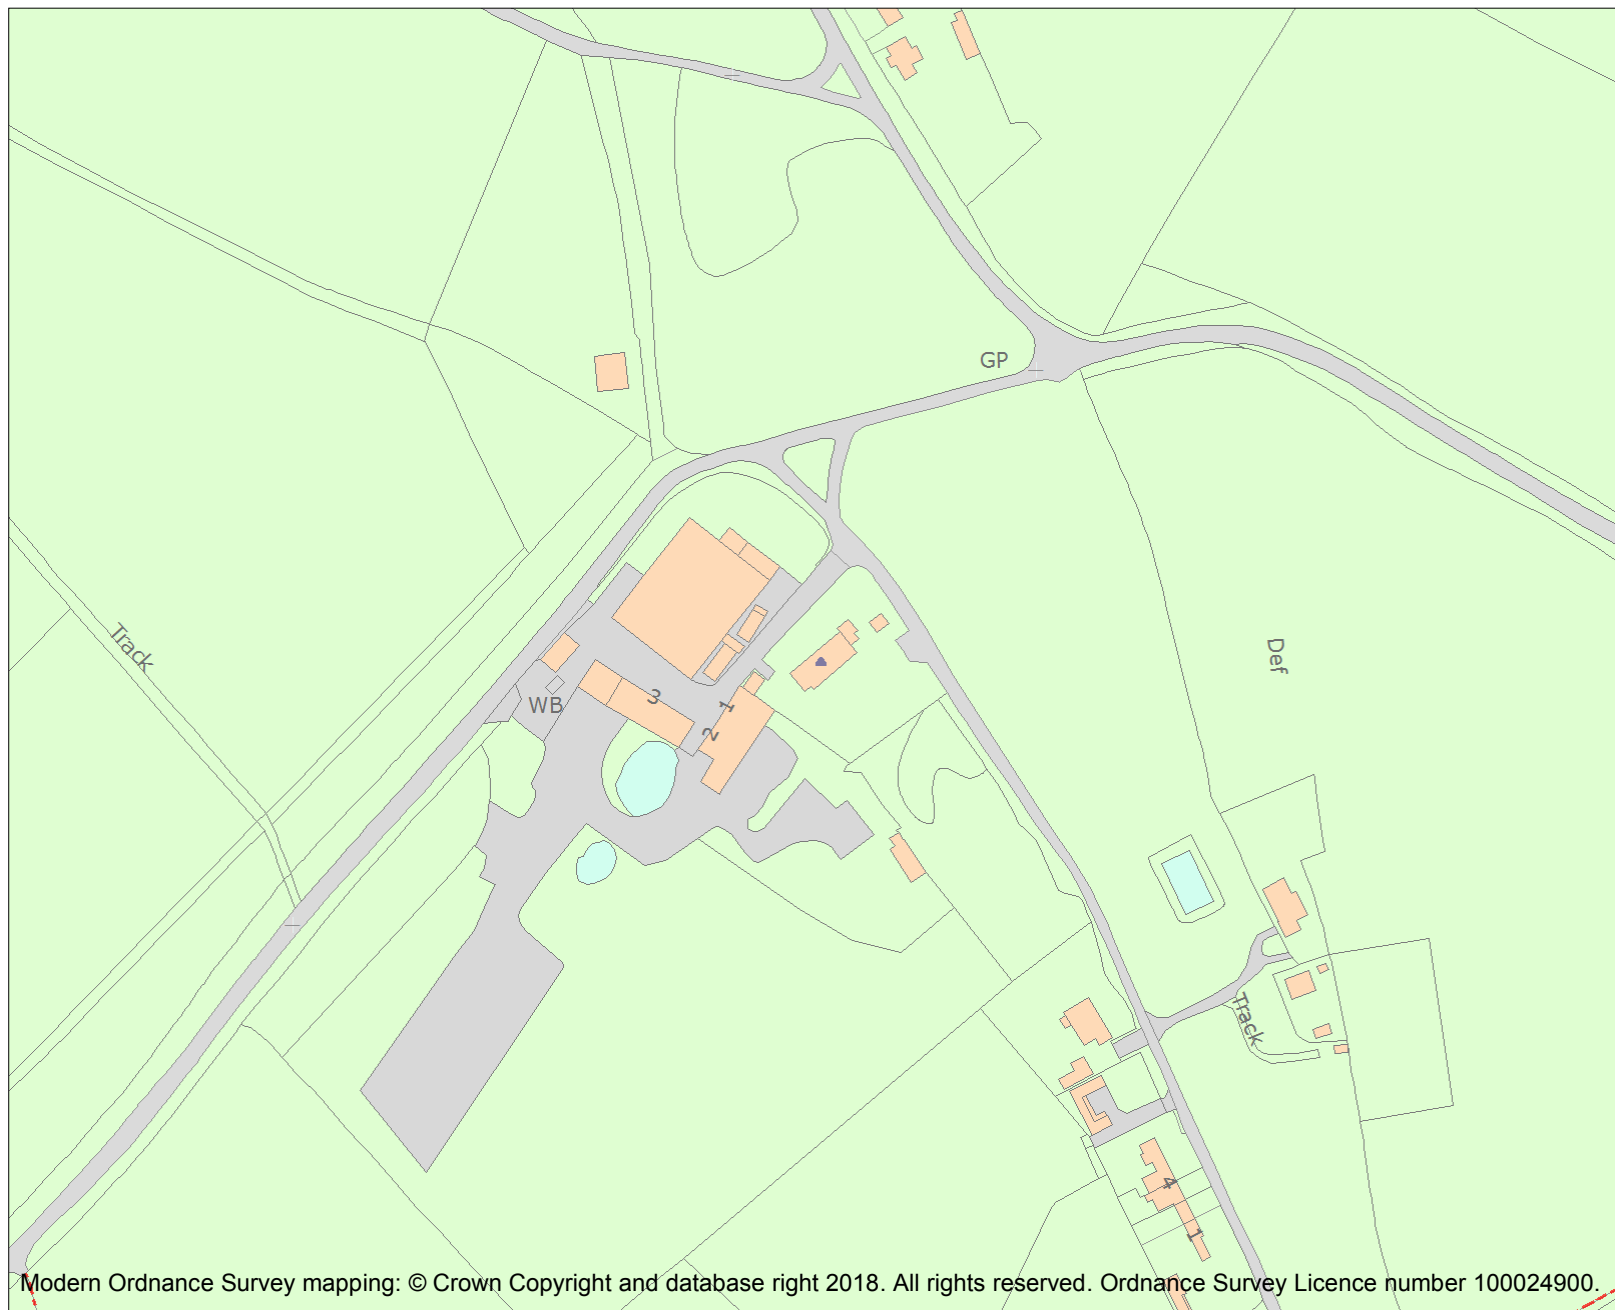 GP
Track
Def
3
1
WB
2
Track
4
1
Modern Ordnance Survey mapping: © Crown Copyright and database right 2018. All rights reserved. Ordnance Survey Licence number 100024900.